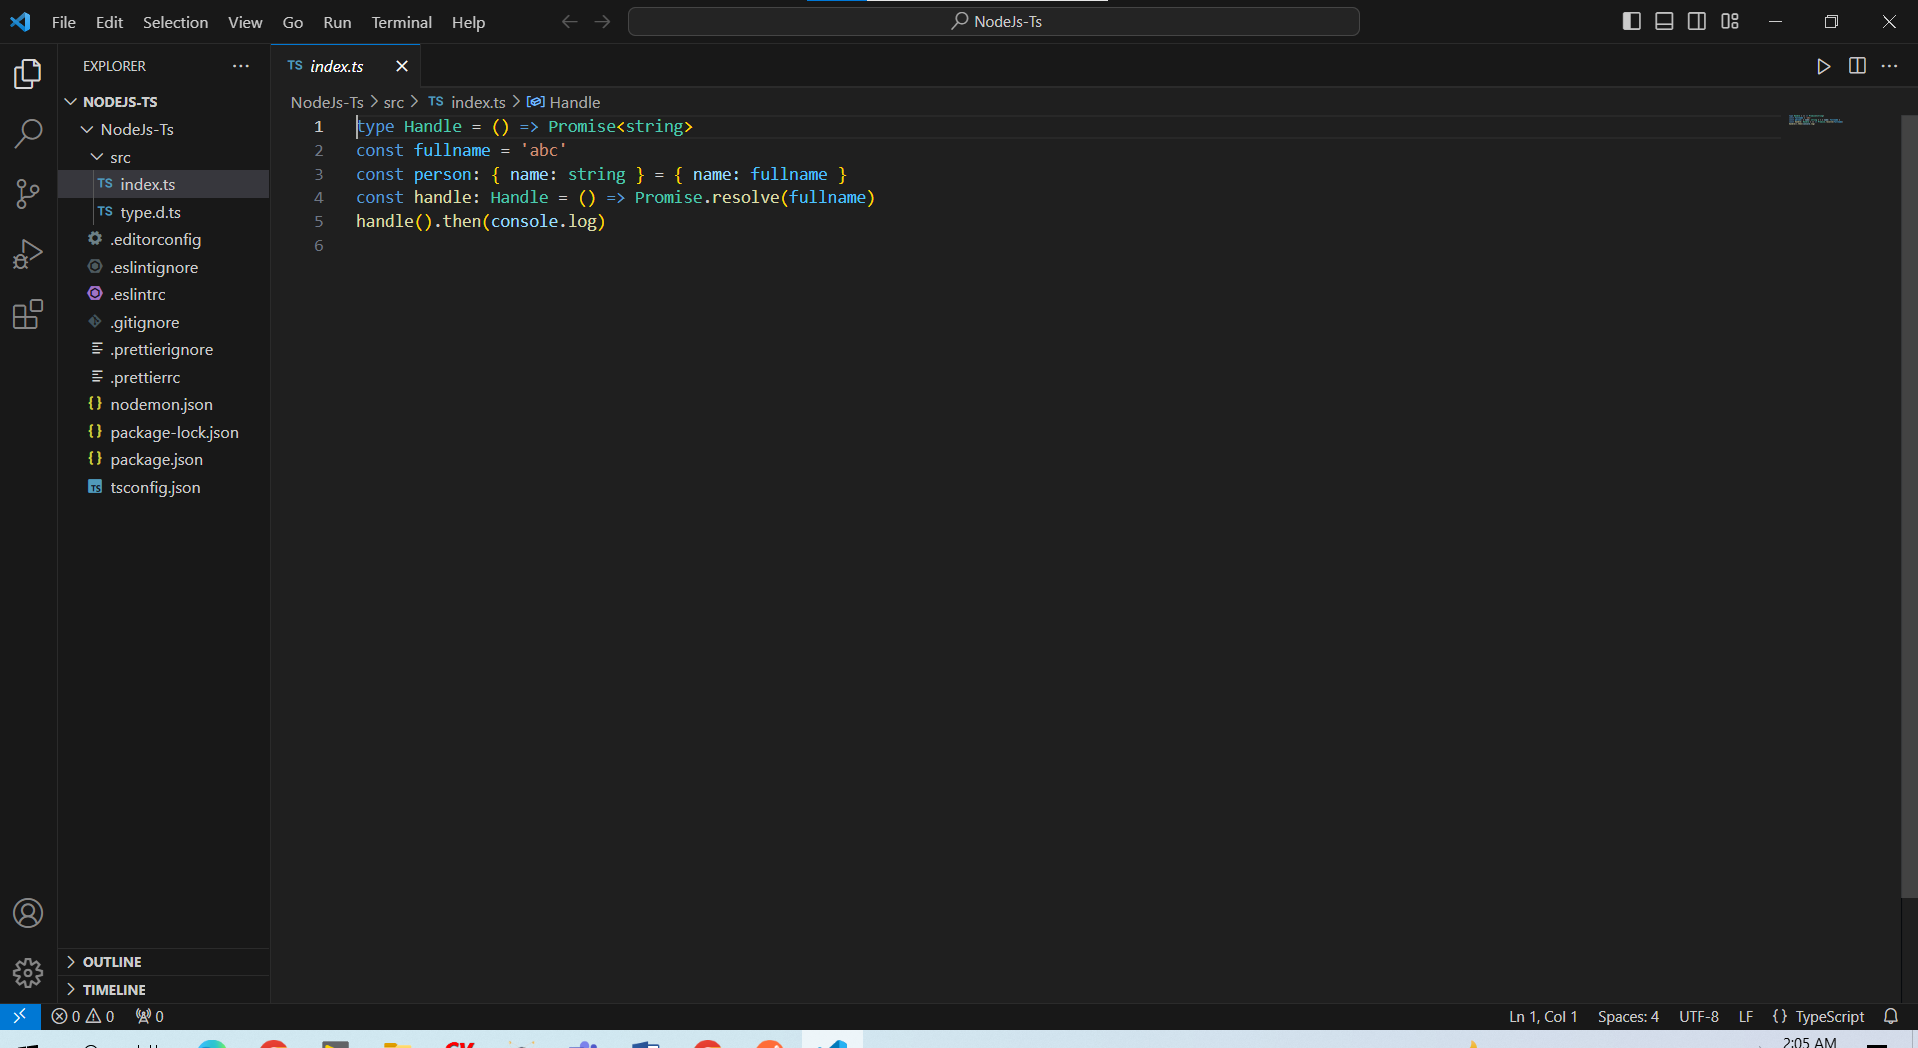 File Edit Selection View Go Run Terminal Help
NodeJs-Ts
EXPLORER
NODEJS-TS
NodeJs-Ts
src
TS index.ts
TS type.d.ts
.editorconfig
.eslintignore
.eslintrc
.gitignore
.prettierignore
.prettierrc
{} nodemon.json
{} package-lock.json
{} package.json
TS tsconfig.json
OUTLINE
TIMELINE
TS index.ts
NodeJs-Ts > src > TS index.ts > Handle
1 type Handle = () => Promise<string>
2 const fullname = 'abc'
3 const person: { name: string } = { name: fullname }
4 const handle: Handle = () => Promise.resolve(fullname)
5 handle().then(console.log)
6
0 0 0
Ln 1, Col 1 Spaces: 4 UTF-8 LF {} TypeScript
2:05 AM